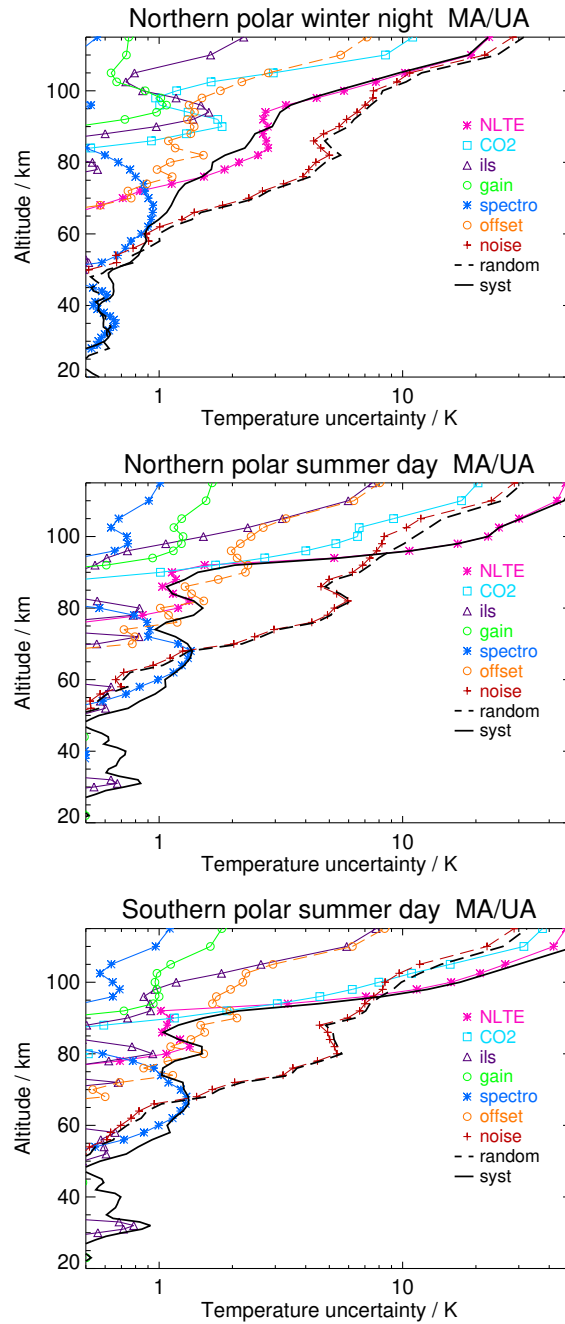 Northern polar winter night MA/UA
Altitude / km
100
80
60
40
20
NLTE
CO2
ils
gain
spectro
offset
noise
random
syst
1
10
Temperature uncertainty / K
Northern polar summer day MA/UA
Altitude / km
100
80
60
40
20
NLTE
CO2
ils
gain
spectro
offset
noise
random
syst
1
10
Temperature uncertainty / K
Southern polar summer day MA/UA
Altitude / km
100
80
60
40
20
NLTE
CO2
ils
gain
spectro
offset
noise
random
syst
1
10
Temperature uncertainty / K